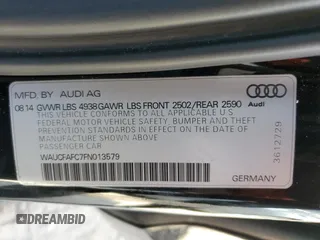 MFD. BY AUDI AG
08 14 GVWR LBS 4938 GAWR LBS FRONT 2502/REAR 2590
THIS VEHICLE CONFORMS TO ALL APPLICABLE U S
FEDERAL MOTOR VEHICLE SAFETY, BUMPER AND THEFT
PREVENTION STANDARDS IN EFFECT ON THE DATE OF
MANUFACTURE SHOWN ABOVE
PASSENGER CAR
WAUCFAFC7FN013579
Audi
3612729
GERMANY
DREAMBID